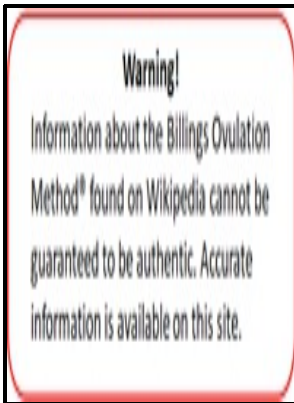 Warning!
Information about the Billings Ovulation
Method® found on Wikipedia cannot be
guaranteed to be authentic. Accurate
information is available on this site.